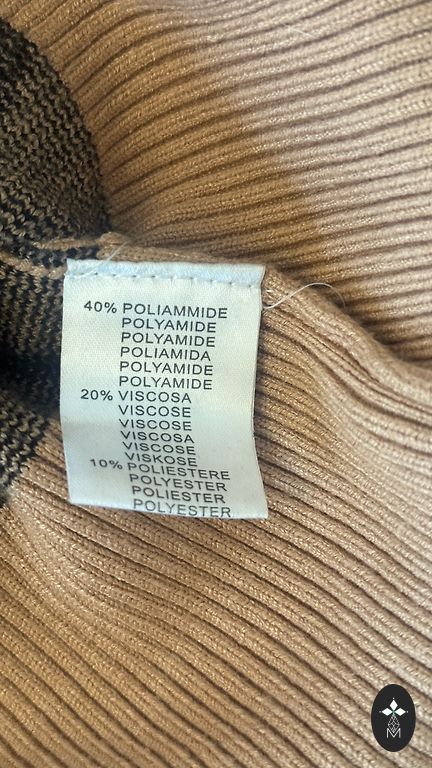 40% POLIAMMIDE
POLYAMIDE
POLYAMIDE
POLIAMIDA
POLYAMIDE
POLYAMIDE
20% VISCOSA
VISCOSE
VISCOSE
VISCOSA
VISCOSE
VISKOSE
10% POLIESTERE
POLYESTER
POLIESTER
POLYESTER
M